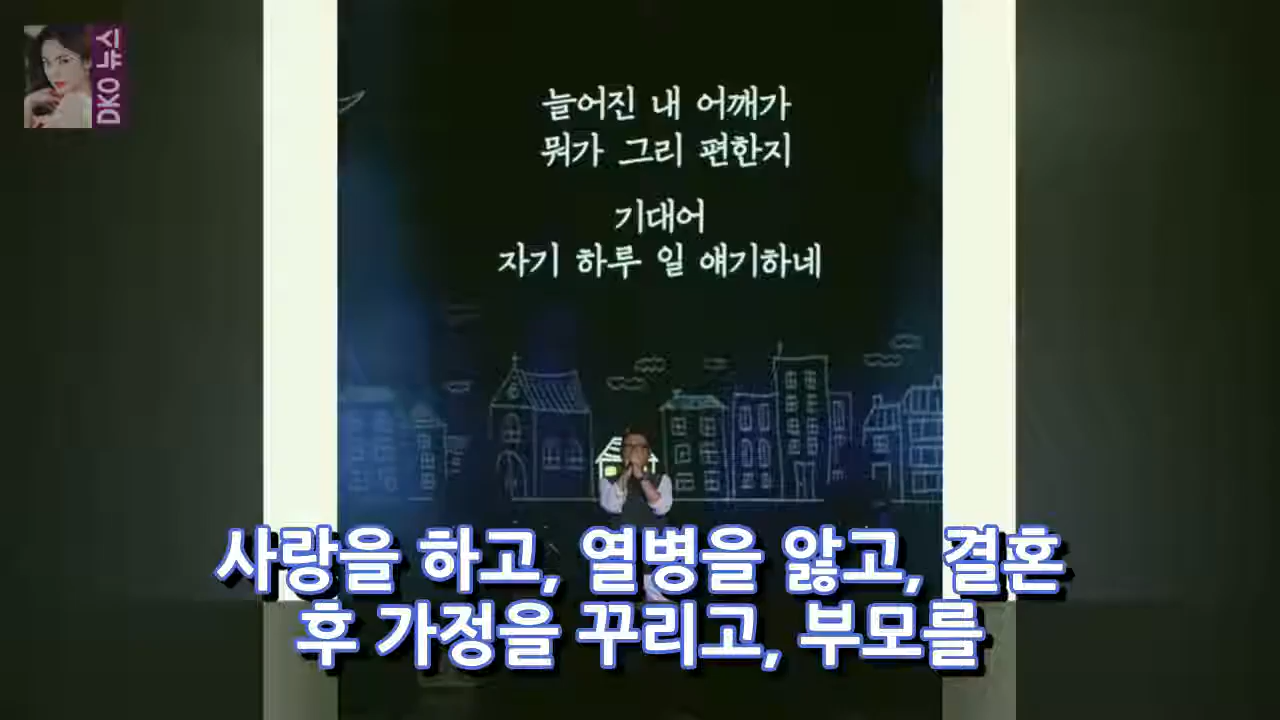 DKO 뉴스
늘어진 내 어깨가
뭐가 그리 편한지
기대어
자기 하루 일 얘기하네
사랑을 하고, 열병을 앓고, 결혼
후 가정을 꾸리고, 부모를